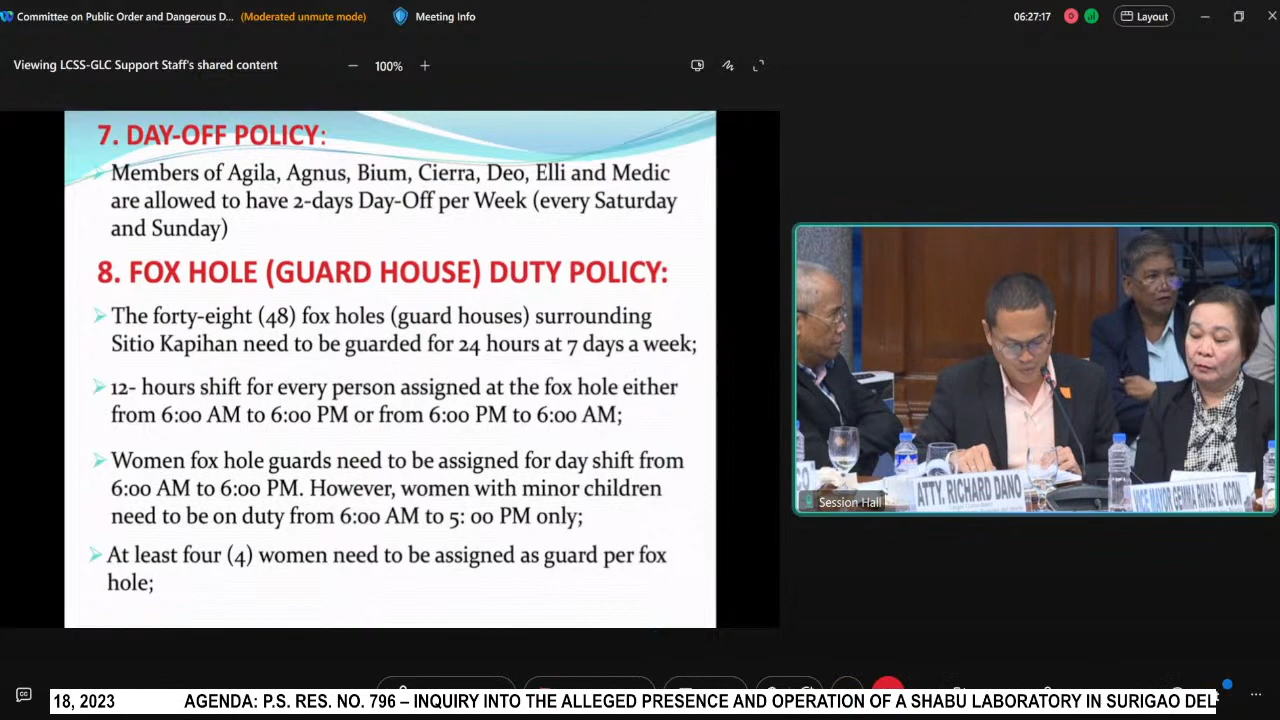 Committee on Public Order and Dangerous D... (Moderated unmute mode) Meeting Info 06:27:17 Layout
Viewing LCSS-GLC Support Staff's shared content 100%
7. DAY-OFF POLICY:
Members of Agila, Agnus, Bium, Cierra, Deo, Elli and Medic
are allowed to have 2-days Day-Off per Week (every Saturday
and Sunday)
8. FOX HOLE (GUARD HOUSE) DUTY POLICY:
The forty-eight (48) fox holes (guard houses) surrounding
Sitio Kapihan need to be guarded for 24 hours at 7 days a week;
12- hours shift for every person assigned at the fox hole either
from 6:00 AM to 6:00 PM or from 6:00 PM to 6:00 AM;
Women fox hole guards need to be assigned for day shift from
6:00 AM to 6:00 PM. However, women with minor children
need to be on duty from 6:00 AM to 5: 00 PM only;
At least four (4) women need to be assigned as guard per fox
hole;
ATTY. RICHARD DANO
VICE MAYOR GEMMA RIVAS L. OCON
Session Hall
18, 2023 AGENDA: P.S. RES. NO. 796 – INQUIRY INTO THE ALLEGED PRESENCE AND OPERATION OF A SHABU LABORATORY IN SURIGAO DEL